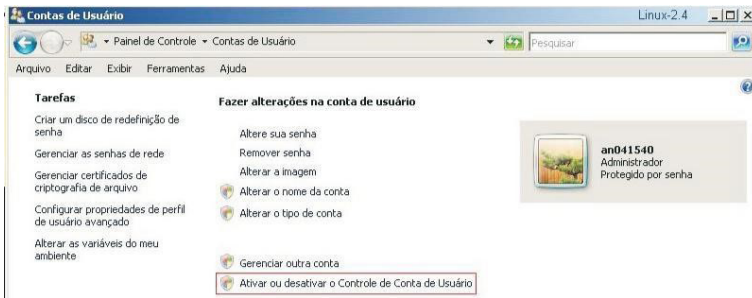 Contas de Usuário
Linux-2.4
Painel de Controle
Contas de Usuário
Pesquisar
Arquivo Editar Exibir Ferramentas Ajuda
Tarefas
Criar um disco de redefinição de
senha
Gerenciar as senhas de rede
Gerenciar certificados de
criptografia de arquivo
Configurar propriedades de perfil
de usuário avançado
Alterar as variáveis do meu
ambiente
Fazer alterações na conta de usuário
Altere sua senha
Remover senha
Alterar a imagem
Alterar o nome da conta
Alterar o tipo de conta
Gerenciar outra conta
Ativar ou desativar o Controle de Conta de Usuário
an041540
Administrador
Protegido por senha